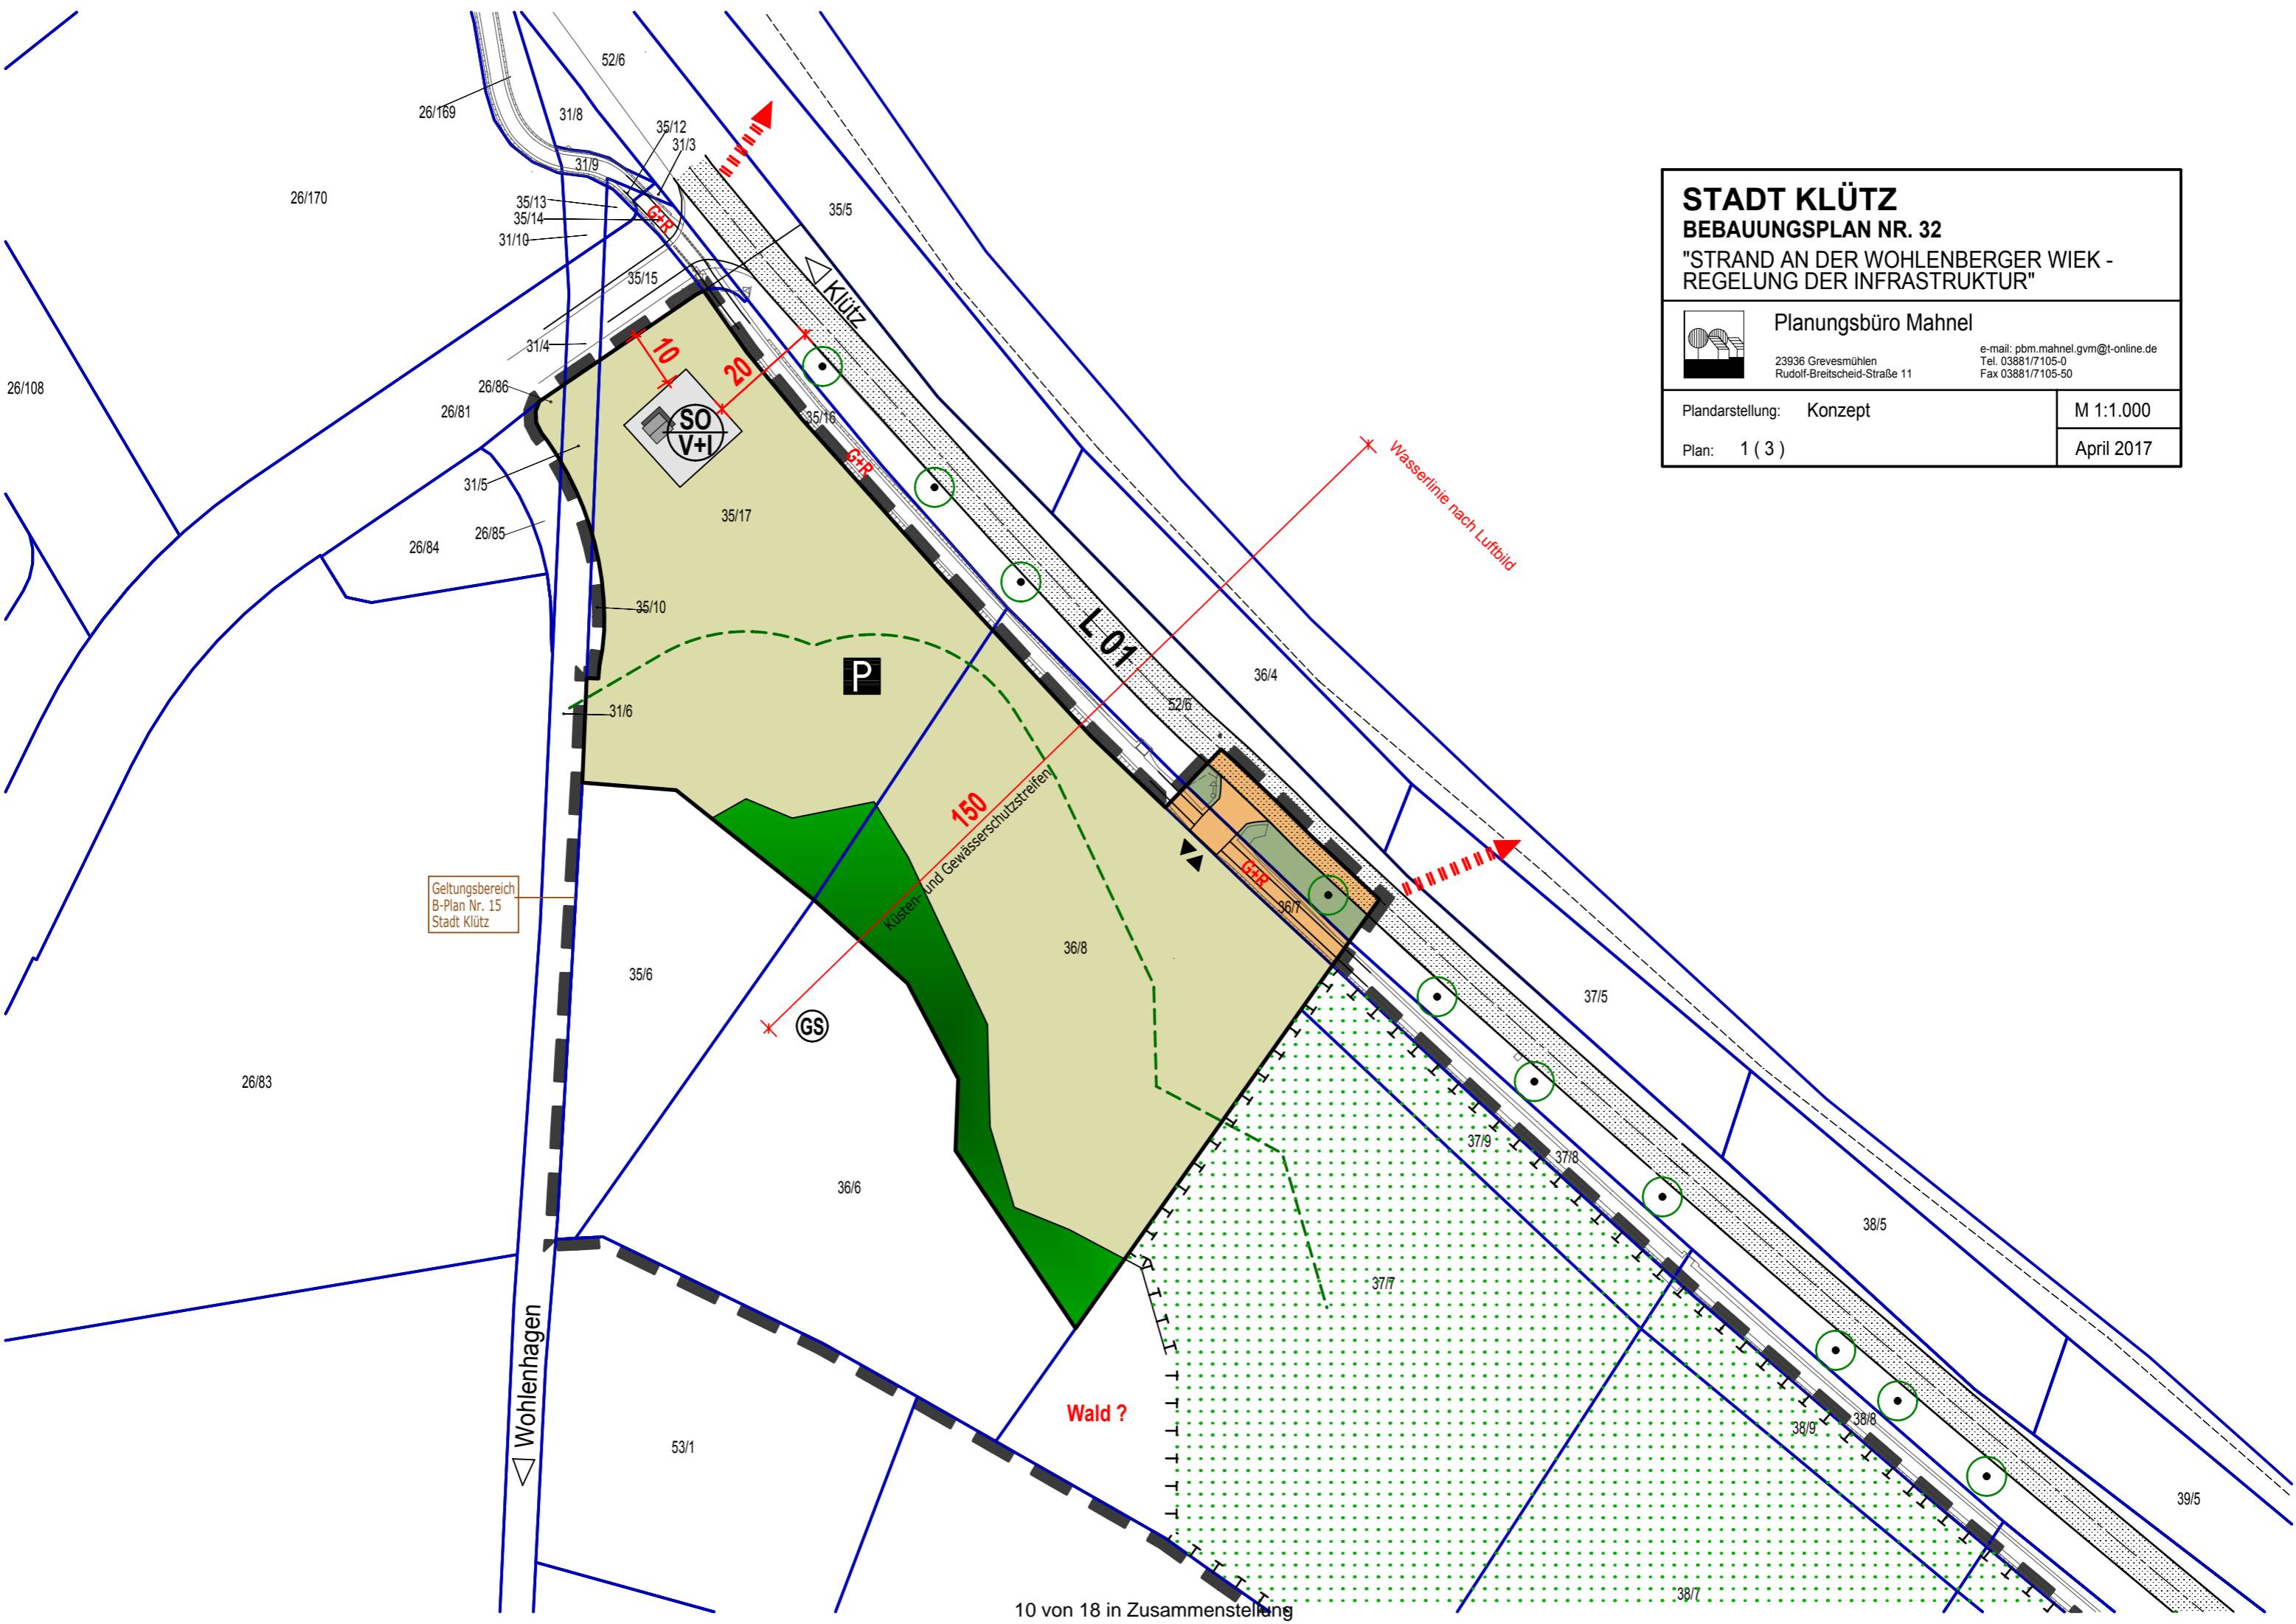 STADT KLÜTZ
BEBAUUNGSPLAN NR. 32
"STRAND AN DER WOHLENBERGER WIEK -
REGELUNG DER INFRASTRUKTUR"
Planungsbüro Mahnel
23936 Grevesmühlen
Rudolf-Breitscheid-Straße 11
e-mail: pbm.mahnel.gvm@t-online.de
Tel. 03881/7105-0
Fax 03881/7105-50
Plandarstellung: Konzept
M 1:1.000
Plan: 1 ( 3 )
April 2017
52/6
26/169
31/8
35/12
31/3
31/9
26/170
35/13
35/14
31/10
G+R
35/5
35/15
Klütz
31/4
10
20
26/108
26/86
26/81
SO
V+I
35/16
G+R
31/5
Wasserlinie nach Luftbild
26/85
26/84
35/17
35/10
L 01
P
36/4
31/6
52/6
150
Küsten- und Gewässerschutzstreifen
Geltungsbereich
B-Plan Nr. 15
Stadt Klütz
G+R
36/7
36/8
35/6
37/5
GS
26/83
37/9
37/8
36/6
38/5
37/7
Wohlenhagen
Wald ?
53/1
38/8
38/9
39/5
38/7
10 von 18 in Zusammenstellung